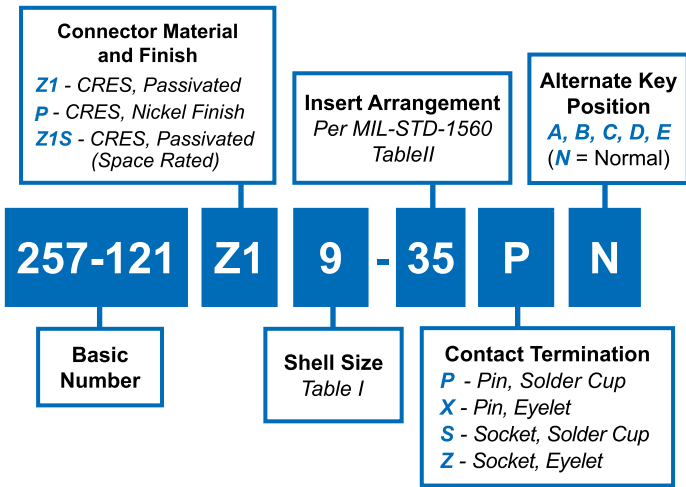 Connector Material
and Finish
Z1 - CRES, Passivated
P - CRES, Nickel Finish
Z1S - CRES, Passivated
(Space Rated)
Insert Arrangement
Per MIL-STD-1560
TableII
Alternate Key
Position
A, B, C, D, E
(N = Normal)
257-121 Z1 9 - 35 P N
Basic
Number
Shell Size
Table I
Contact Termination
P - Pin, Solder Cup
X - Pin, Eyelet
S - Socket, Solder Cup
Z - Socket, Eyelet